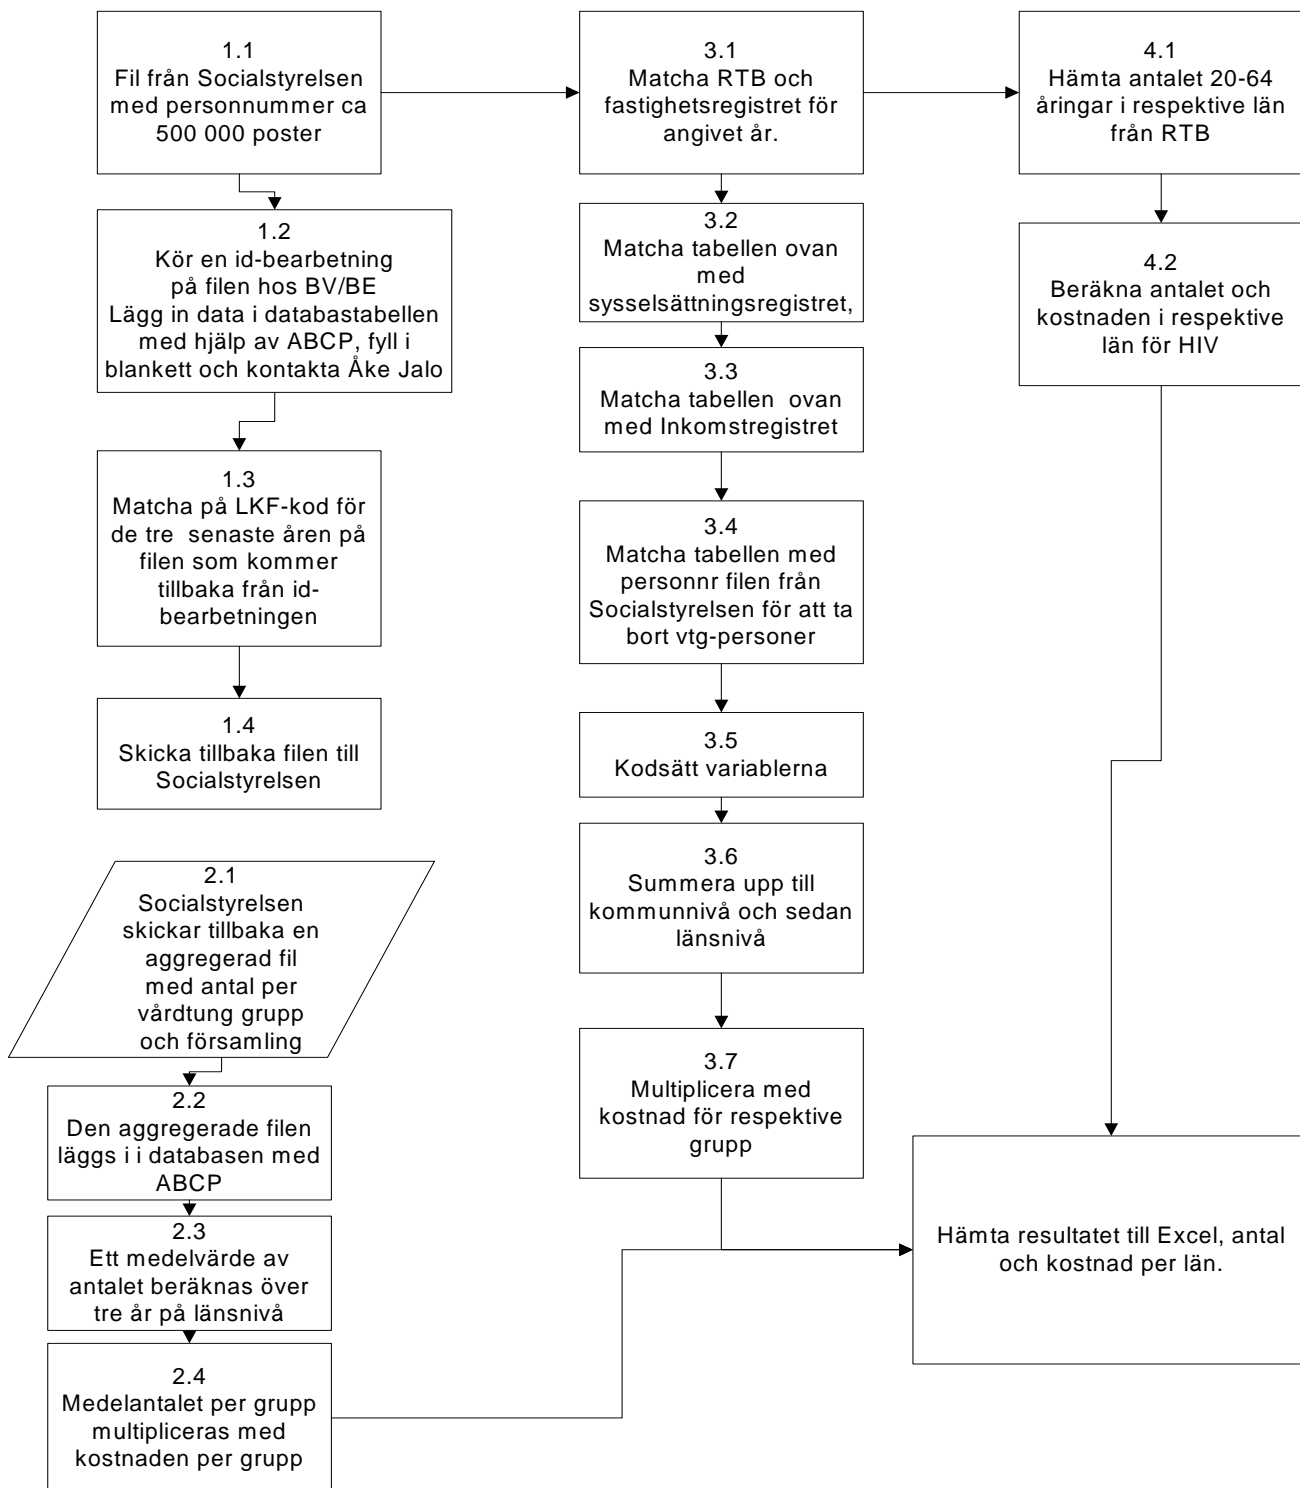 1.1
Fil från Socialstyrelsen
med personnummer ca
500 000 poster
1.2
Kör en id-bearbetning
på filen hos BV/BE
Lägg in data i databastabellen
med hjälp av ABCP, fyll i
blankett och kontakta Åke Jalo
1.3
Matcha på LKF-kod för
de tre senaste åren på
filen som kommer
tillbaka från id-
bearbetningen
1.4
Skicka tillbaka filen till
Socialstyrelsen
2.1
Socialstyrelsen
skickar tillbaka en
aggregerad fil
med antal per
vårdtung grupp
och församling
2.2
Den aggregerade filen
läggs i i databasen med
ABCP
2.3
Ett medelvärde av
antalet beräknas över
tre år på länsnivå
2.4
Medelantalet per grupp
multipliceras med
kostnaden per grupp
3.1
Matcha RTB och
fastighetsregistret för
angivet år.
3.2
Matcha tabellen ovan
med
sysselsättningsregistret,
3.3
Matcha tabellen ovan
med Inkomstregistret
3.4
Matcha tabellen med
personnr filen från
Socialstyrelsen för att ta
bort vtg-personer
3.5
Kodsätt variablerna
3.6
Summera upp till
kommunnivå och sedan
länsnivå
3.7
Multiplicera med
kostnad för respektive
grupp
4.1
Hämta antalet 20-64
åringar i respektive län
från RTB
4.2
Beräkna antalet och
kostnaden i respektive
län för HIV
Hämta resultatet till Excel, antal
och kostnad per län.